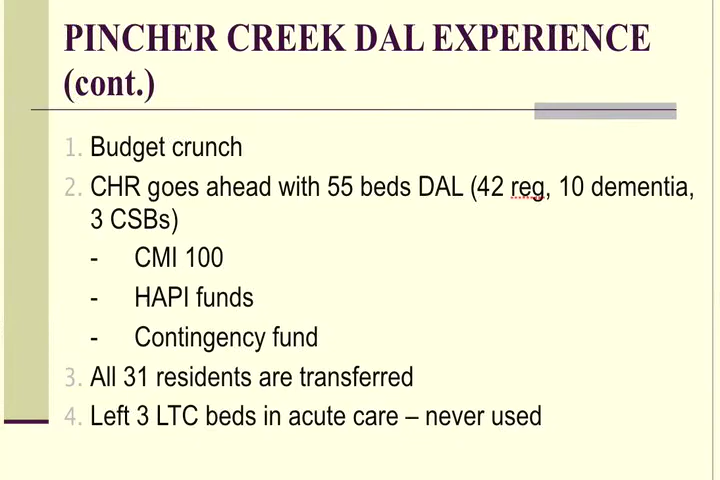 PINCHER CREEK DAL EXPERIENCE
(cont.)
1. Budget crunch
2. CHR goes ahead with 55 beds DAL (42 reg, 10 dementia,
3 CSBs)
- CMI 100
- HAPI funds
- Contingency fund
3. All 31 residents are transferred
4. Left 3 LTC beds in acute care – never used